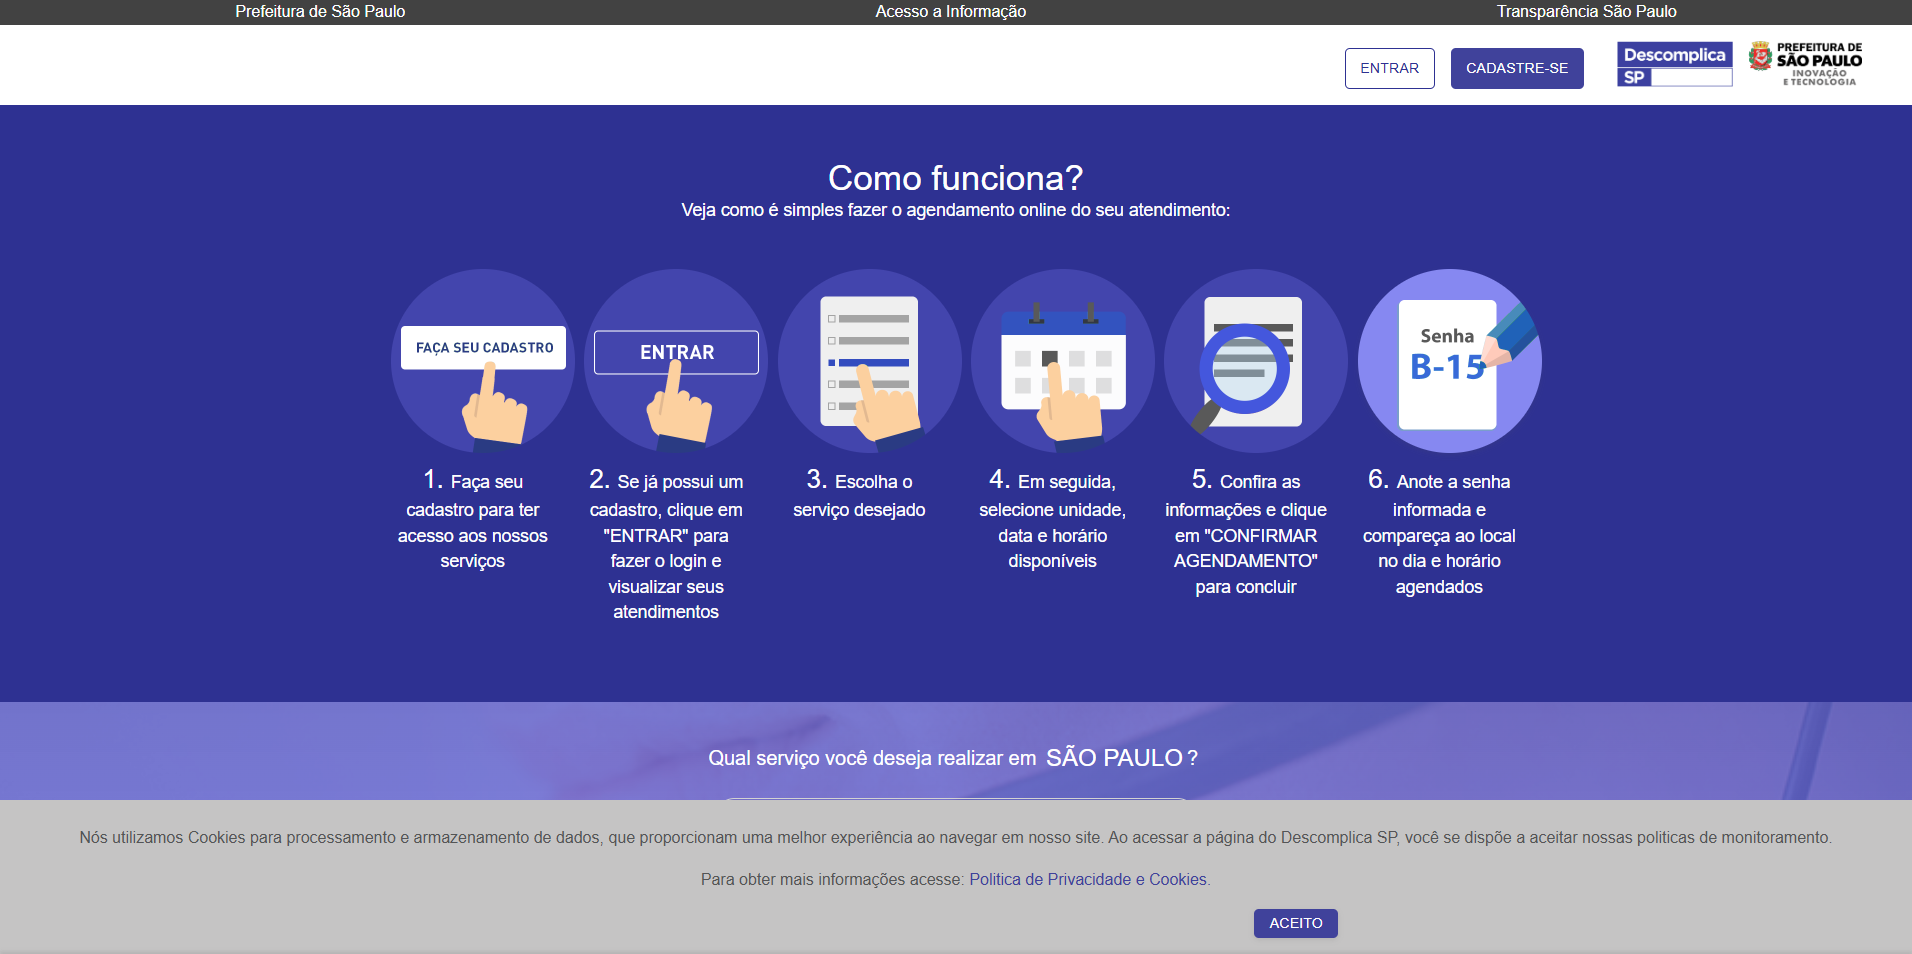 Prefeitura de São Paulo
Acesso a Informação
Transparência São Paulo
ENTRAR
CADASTRE-SE
Descomplica
SP
PREFEITURA DE
SÃO PAULO
INOVAÇÃO
E TECNOLOGIA
Como funciona?
Veja como é simples fazer o agendamento online do seu atendimento:
FAÇA SEU CADASTRO
ENTRAR
Senha
B-15
1. Faça seu
cadastro para ter
acesso aos nossos
serviços
2. Se já possui um
cadastro, clique em
"ENTRAR" para
fazer o login e
visualizar seus
atendimentos
3. Escolha o
serviço desejado
4. Em seguida,
selecione unidade,
data e horário
disponíveis
5. Confira as
informações e clique
em "CONFIRMAR
AGENDAMENTO"
para concluir
6. Anote a senha
informada e
compareça ao local
no dia e horário
agendados
Qual serviço você deseja realizar em SÃO PAULO ?
Nós utilizamos Cookies para processamento e armazenamento de dados, que proporcionam uma melhor experiência ao navegar em nosso site. Ao acessar a página do Descomplica SP, você se dispõe a aceitar nossas politicas de monitoramento.
Para obter mais informações acesse: Politica de Privacidade e Cookies.
ACEITO